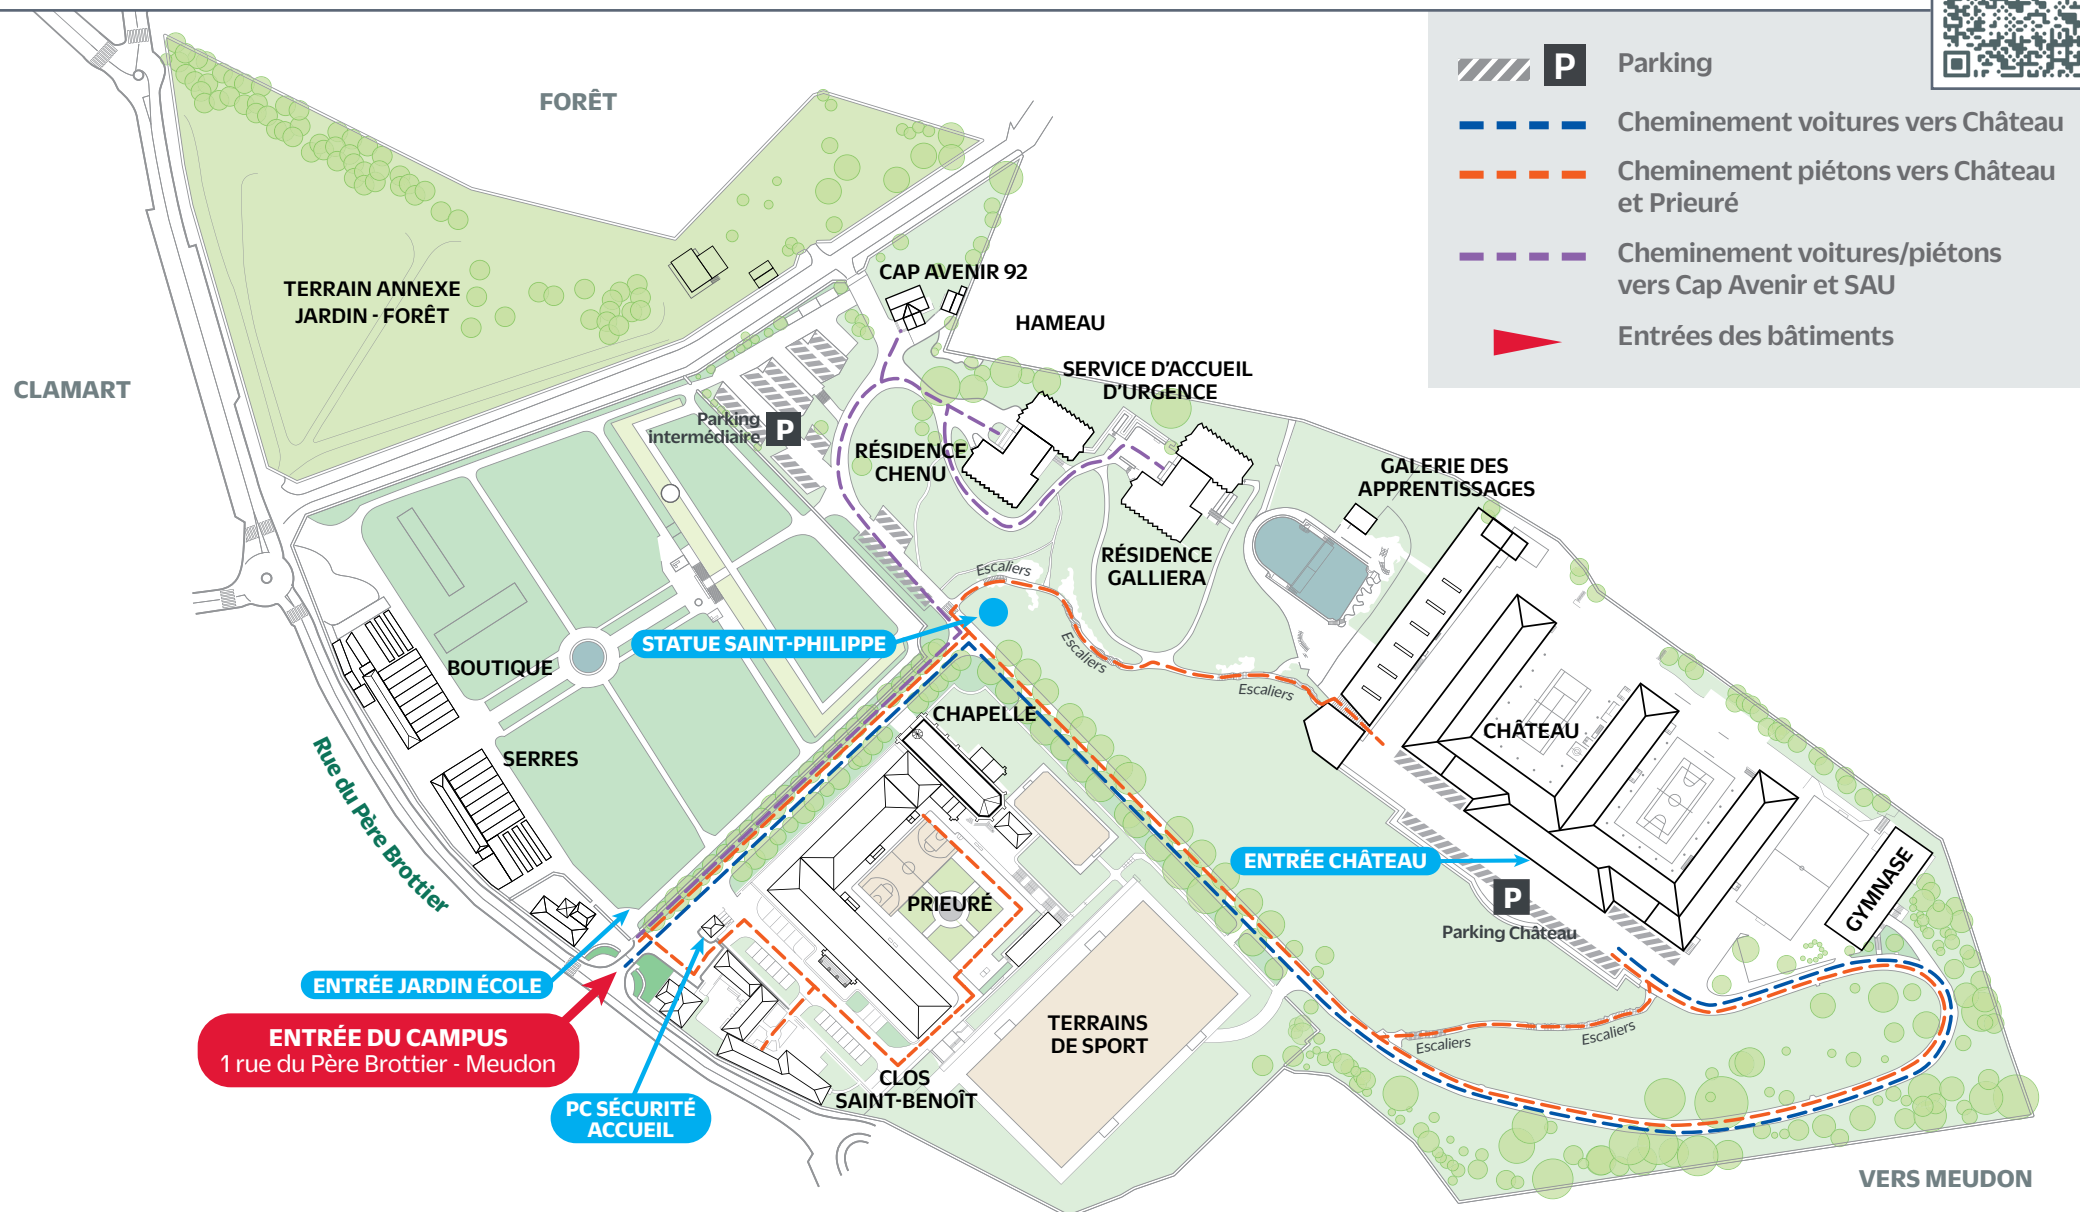 P
Parking
Cheminement voitures vers Château
Cheminement piétons vers Château
et Prieuré
Cheminement voitures/piétons
vers Cap Avenir et SAU
Entrées des bâtiments
FORÊT
CLAMART
TERRAIN ANNEXE
JARDIN - FORÊT
CAP AVENIR 92
HAMEAU
SERVICE D'ACCUEIL
D'URGENCE
Parking
intermédiaire
P
RÉSIDENCE
CHENU
GALERIE DES
APPRENTISSAGES
RÉSIDENCE
GALLIERA
Escaliers
Escaliers
Escaliers
STATUE SAINT-PHILIPPE
BOUTIQUE
SERRES
CHAPELLE
CHÂTEAU
Rue du Père Brottier
ENTRÉE CHÂTEAU
P
Parking Château
GYMNASE
PRIEURÉ
ENTRÉE JARDIN ÉCOLE
ENTRÉE DU CAMPUS
1 rue du Père Brottier - Meudon
PC SÉCURITÉ
ACCUEIL
CLOS
SAINT-BENOÎT
TERRAINS
DE SPORT
Escaliers
Escaliers
VERS MEUDON